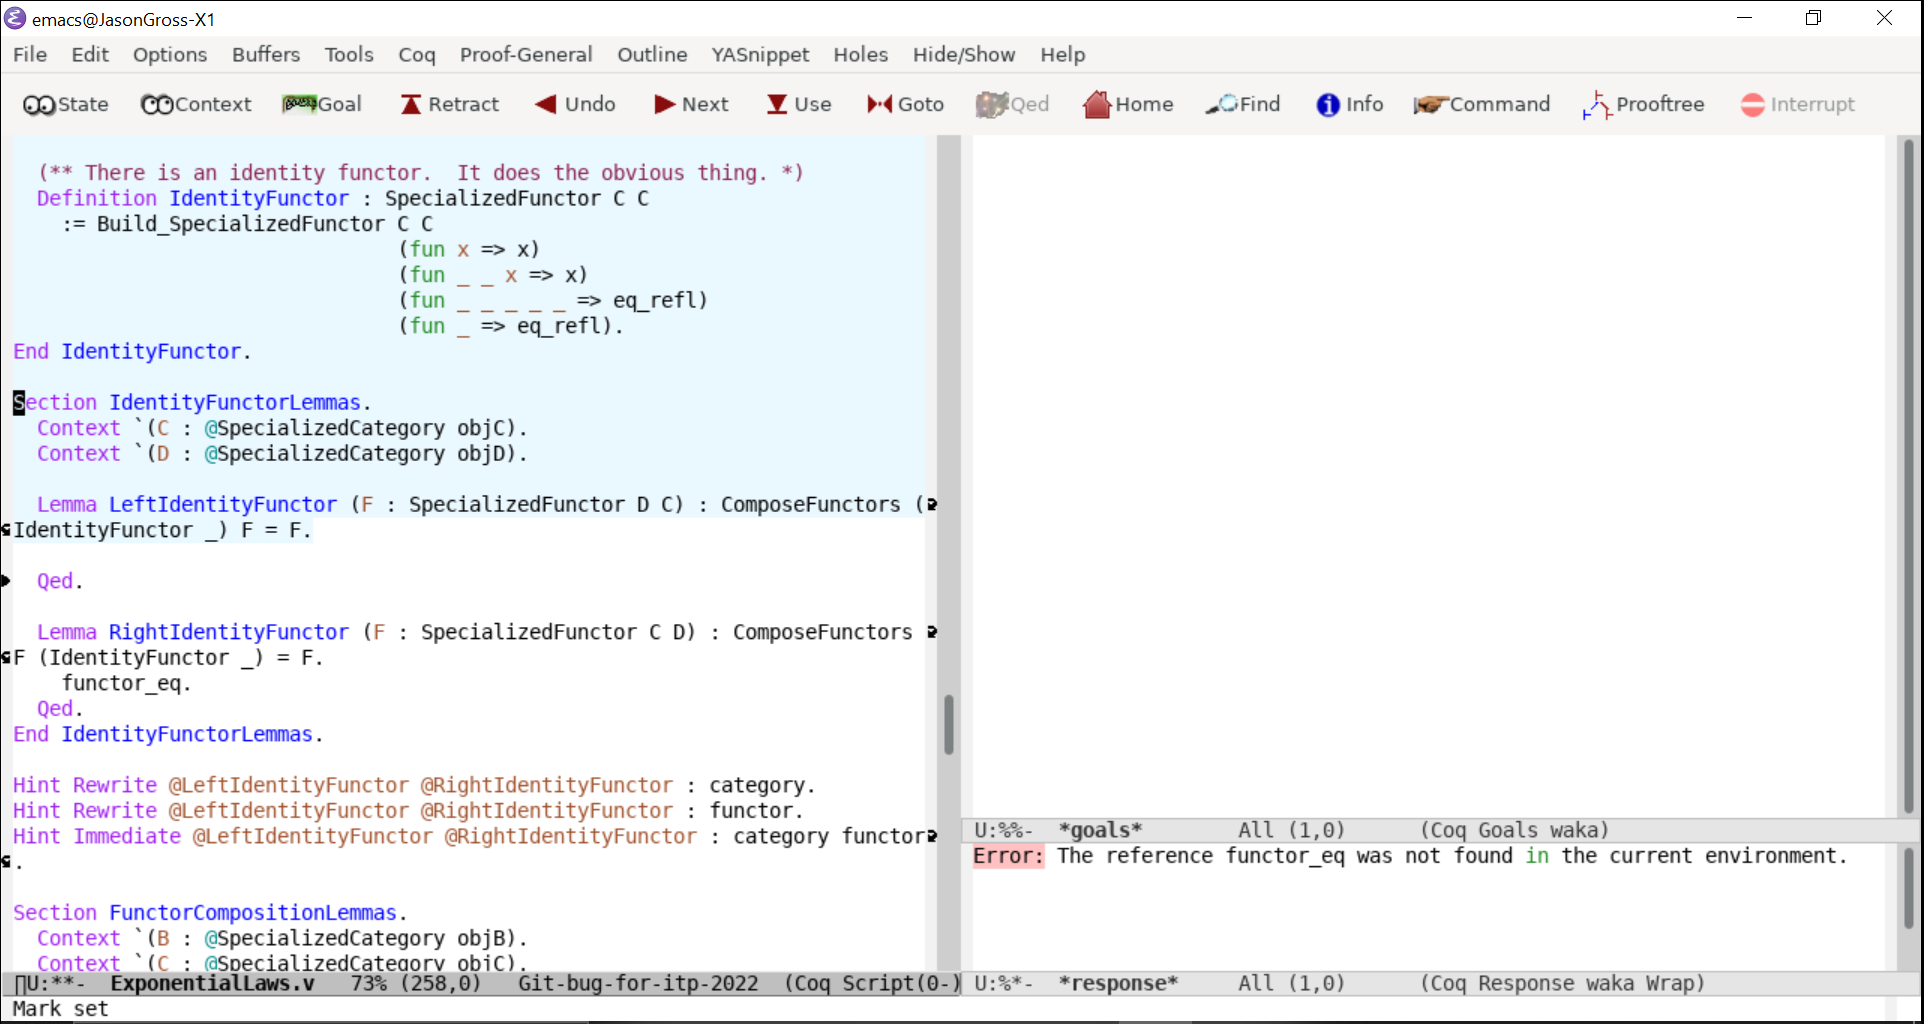 emacs@JasonGross-X1
File Edit Options Buffers Tools Coq Proof-General Outline YASnippet Holes Hide/Show Help
State Context Goal Retract Undo Next Use Goto Qed Home Find Info Command Prooftree Interrupt
(** There is an identity functor.  It does the obvious thing. *)
Definition IdentityFunctor : SpecializedFunctor C C
:= Build_SpecializedFunctor C C
(fun x => x)
(fun _ _ x => x)
(fun _ _ _ _ _ => eq_refl)
(fun _ => eq_refl).
End IdentityFunctor.
Section IdentityFunctorLemmas.
Context `(C : @SpecializedCategory objC).
Context `(D : @SpecializedCategory objD).
Lemma LeftIdentityFunctor (F : SpecializedFunctor D C) : ComposeFunctors (
IdentityFunctor _) F = F.
Qed.
Lemma RightIdentityFunctor (F : SpecializedFunctor C D) : ComposeFunctors
F (IdentityFunctor _) = F.
functor_eq.
Qed.
End IdentityFunctorLemmas.
Hint Rewrite @LeftIdentityFunctor @RightIdentityFunctor : category.
Hint Rewrite @LeftIdentityFunctor @RightIdentityFunctor : functor.
Hint Immediate @LeftIdentityFunctor @RightIdentityFunctor : category functor
.
Section FunctorCompositionLemmas.
Context `(B : @SpecializedCategory objB).
Context `(C : @SpecializedCategory objC).
U:**-  ExponentialLaws.v   73% (258,0)   Git-bug-for-itp-2022  (Coq Script(0-)
U:%%-  *goals*        All (1,0)      (Coq Goals waka)
Error: The reference functor_eq was not found in the current environment.
U:%*-  *response*     All (1,0)      (Coq Response waka Wrap)
Mark set